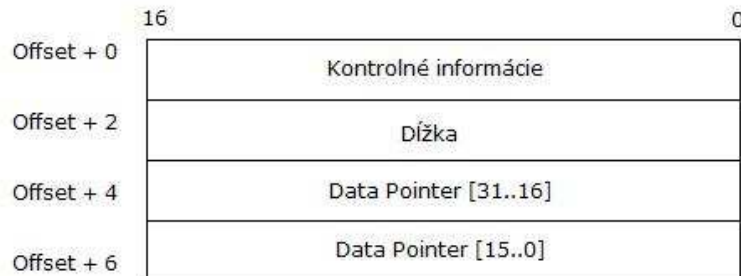 16 0
Offset + 0
Kontrolné informácie
Offset + 2
Dĺžka
Offset + 4
Data Pointer [31..16]
Data Pointer [15..0]
Offset + 6